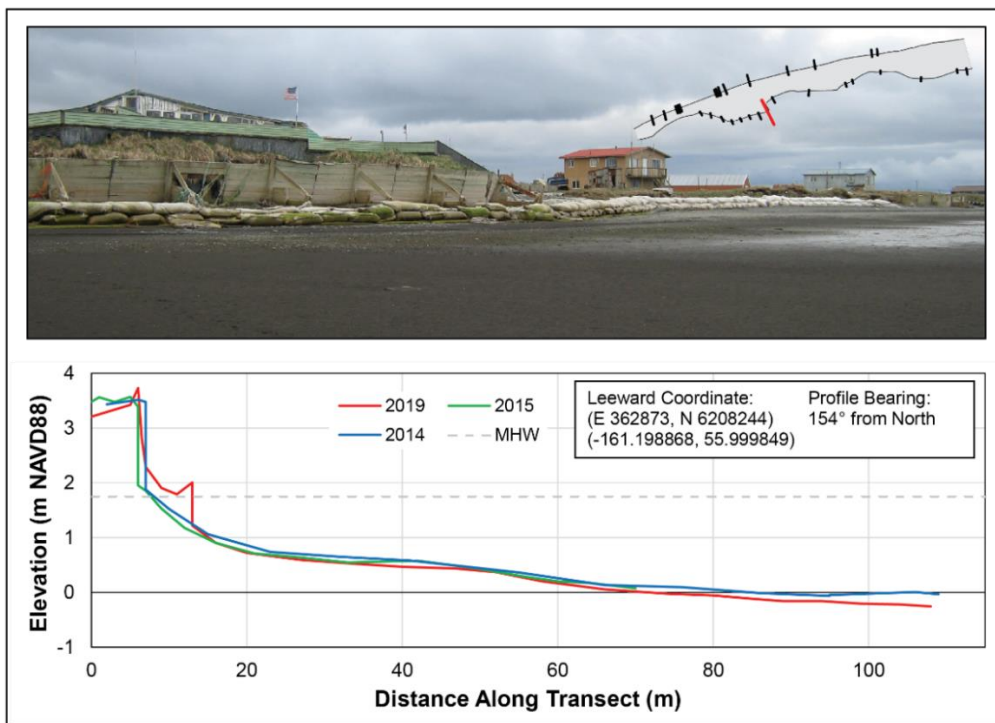 4
3
2
1
0
-1
Elevation (m NAVD88)
2019
2015
2014
MHW
Leeward Coordinate:
(E 362873, N 6208244)
(-161.198868, 55.999849)
Profile Bearing:
154° from North
0
20
40
60
80
100
Distance Along Transect (m)